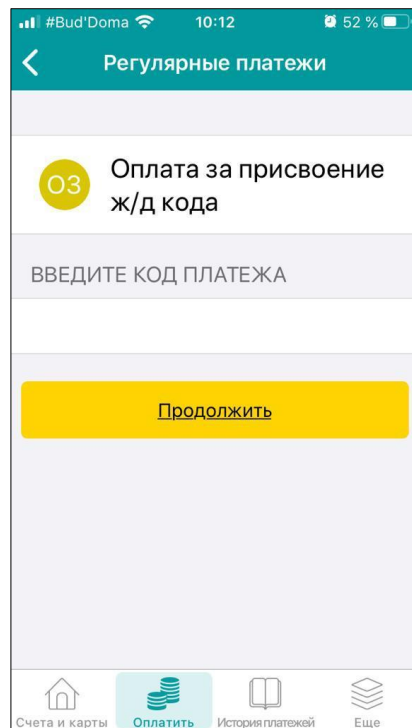 #Bud'Doma 10:12 52 %
Регулярные платежи
ОЗ Оплата за присвоение
ж/д кода
ВВЕДИТЕ КОД ПЛАТЕЖА
Продолжить
Счета и карты Оплатить История платежей Еще